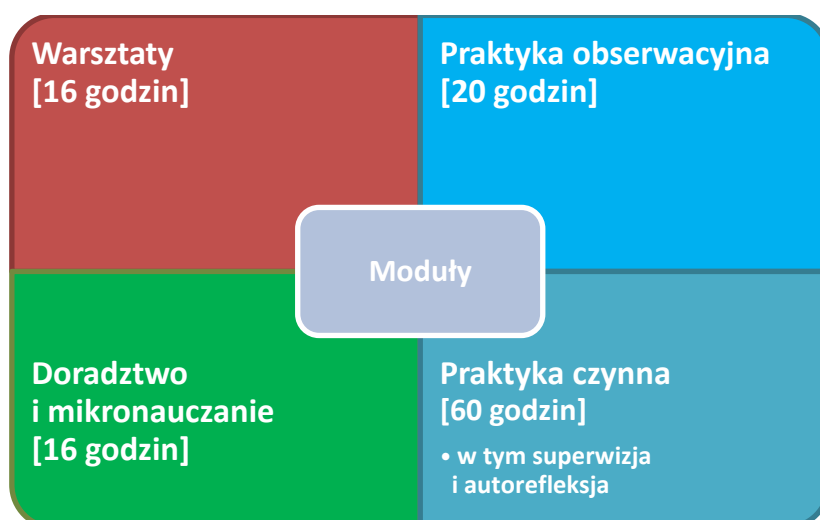 Warsztaty
[16 godzin]
Praktyka obserwacyjna
[20 godzin]
Moduły
Doradztwo
i mikronauczanie
[16 godzin]
Praktyka czynna
[60 godzin]
• w tym superwizja
i autorefleksja